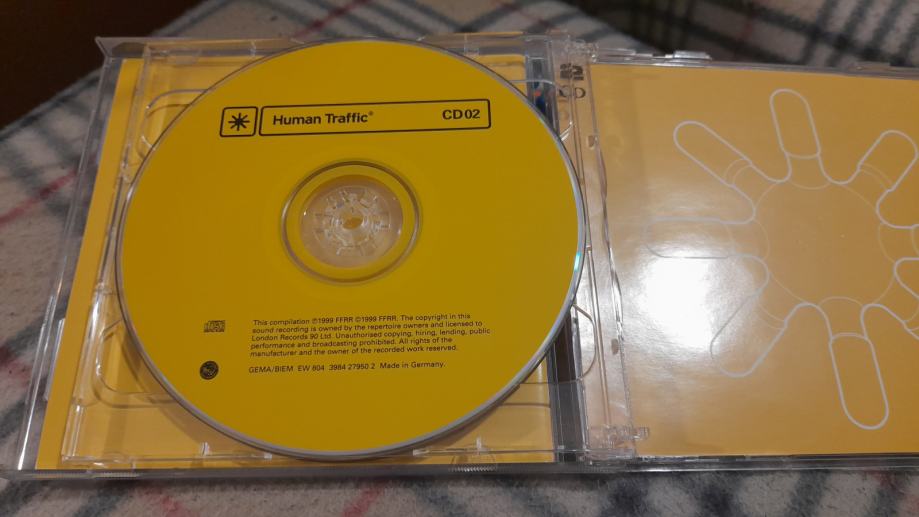 Human Traffic® CD02
This compilation ℗1999 FFRR ©1999 FFRR. The copyright in this
sound recording is owned by the repertoire owners and licensed to
London Records 90 Ltd. Unauthorised copying, hiring, lending, public
performance and broadcasting prohibited. All rights of the
manufacturer and the owner of the recorded work reserved.
GEMA/BIEM EW 804 3984 27950 2 Made in Germany.